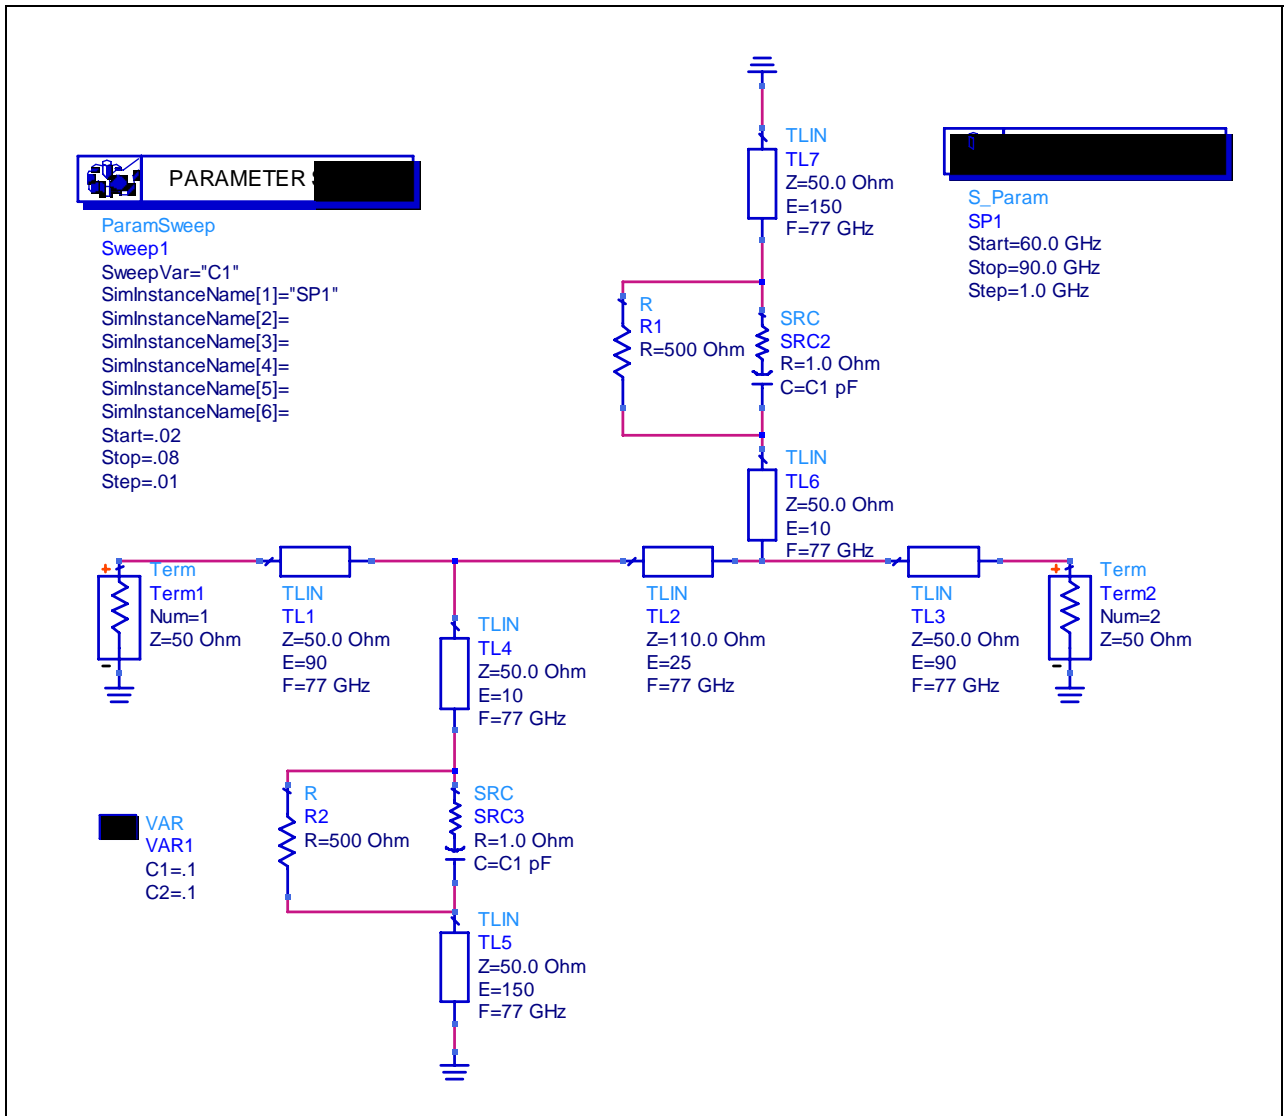 TLIN
TL7
Z=50.0 Ohm
E=150
F=77 GHz
PARAMETER
ParamSweep
Sweep1
SweepVar="C1"
SimInstanceName[1]="SP1"
SimInstanceName[2]=
SimInstanceName[3]=
SimInstanceName[4]=
SimInstanceName[5]=
SimInstanceName[6]=
Start=.02
Stop=.08
Step=.01
S_Param
SP1
Start=60.0 GHz
Stop=90.0 GHz
Step=1.0 GHz
R
R1
R=500 Ohm
SRC
SRC2
R=1.0 Ohm
C=C1 pF
TLIN
TL6
Z=50.0 Ohm
E=10
F=77 GHz
+
Term
Term1
Num=1
Z=50 Ohm
-
TLIN
TL1
Z=50.0 Ohm
E=90
F=77 GHz
TLIN
TL4
Z=50.0 Ohm
E=10
F=77 GHz
TLIN
TL2
Z=110.0 Ohm
E=25
F=77 GHz
TLIN
TL3
Z=50.0 Ohm
E=90
F=77 GHz
+
Term
Term2
Num=2
Z=50 Ohm
-
R
R2
R=500 Ohm
SRC
SRC3
R=1.0 Ohm
C=C1 pF
VAR
VAR1
C1=.1
C2=.1
TLIN
TL5
Z=50.0 Ohm
E=150
F=77 GHz